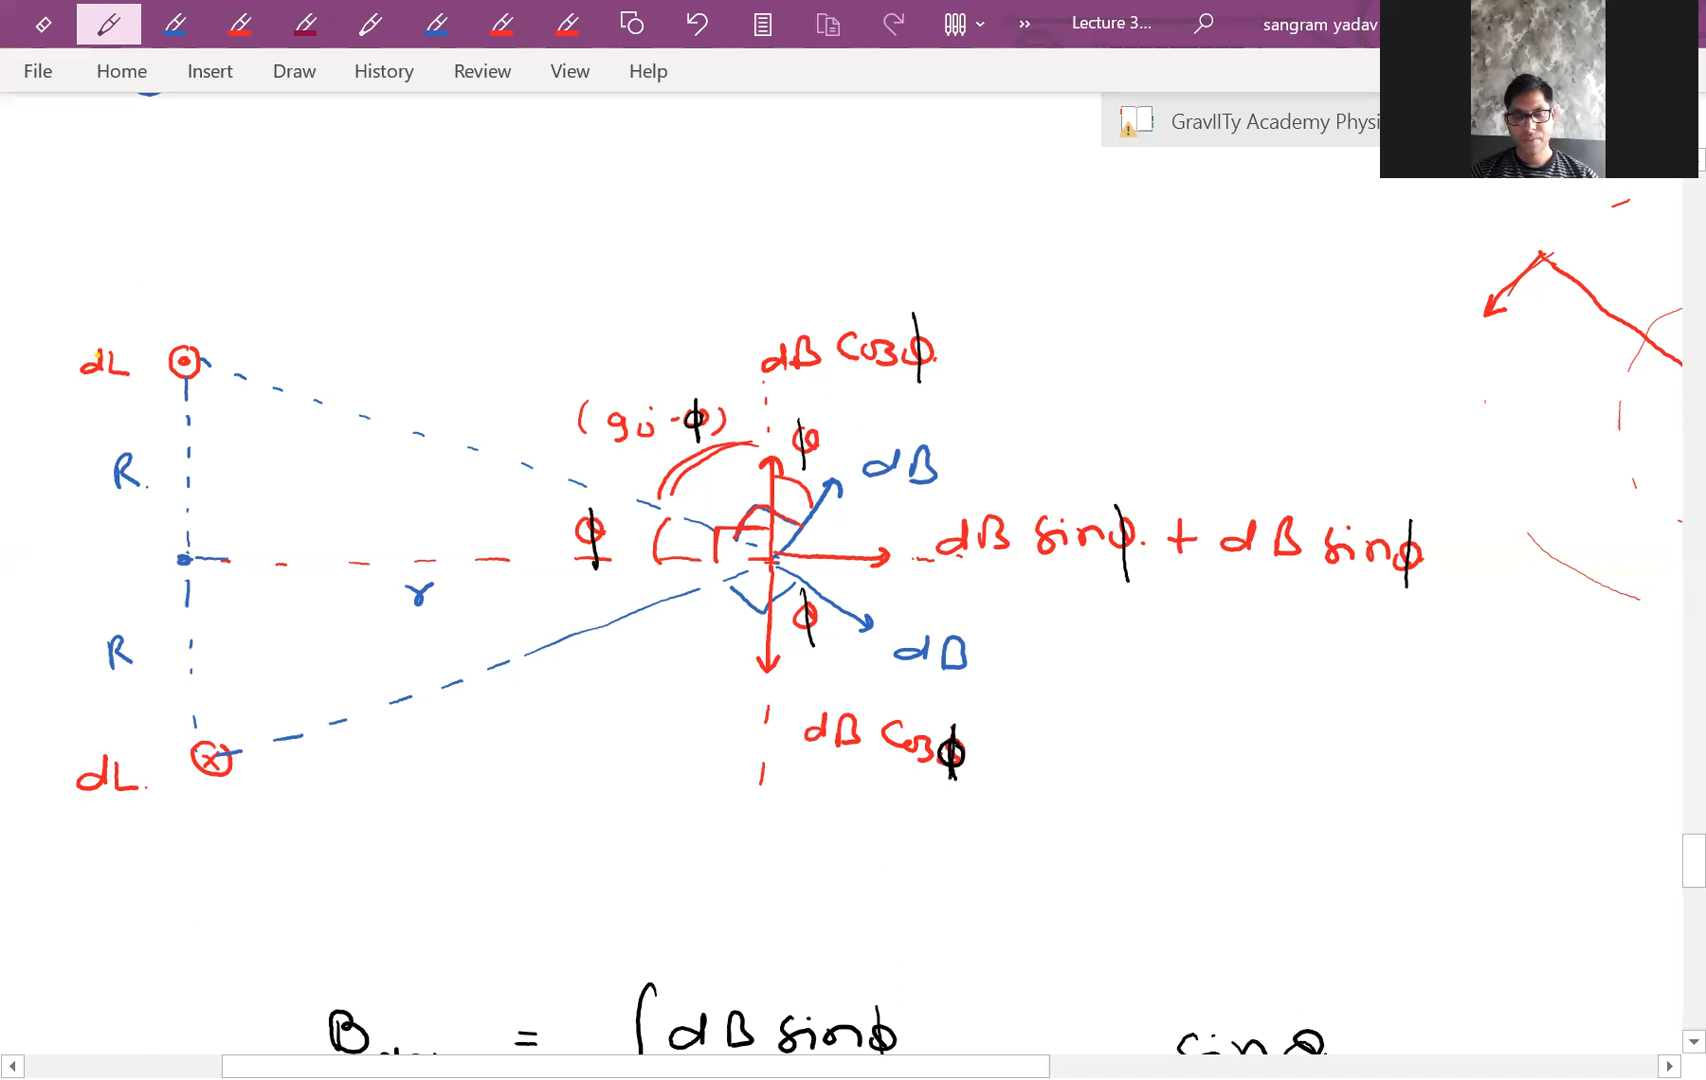 Lecture 3...
sangram yadav
File Home Insert Draw History Review View Help
GravIITy Academy Physi
dB Cosϕ.
dL
(90 - ϕ)
ϕ
dB
R.
ϕ
dB sinϕ. + dB sinϕ
r
ϕ
R
dB
dB Cosϕ
dL.
B = ∫ dB sinϕ